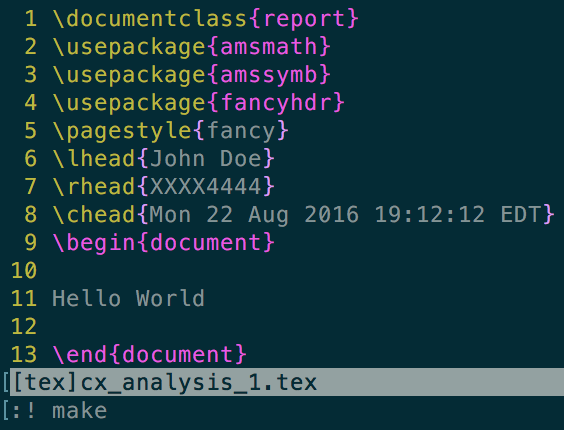 1 \documentclass{report}
2 \usepackage{amsmath}
3 \usepackage{amssymb}
4 \usepackage{fancyhdr}
5 \pagestyle{fancy}
6 \lhead{John Doe}
7 \rhead{XXXX4444}
8 \chead{Mon 22 Aug 2016 19:12:12 EDT}
9 \begin{document}
10
11 Hello World
12
13 \end{document}
[[tex]cx_analysis_1.tex
[:! make